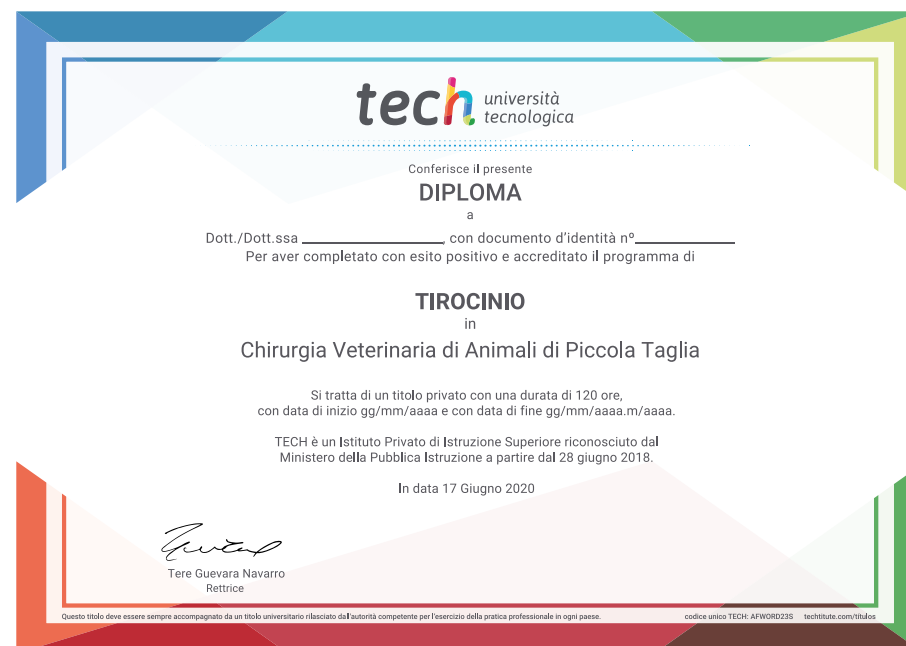 tech università
tecnologica
Conferisce il presente
DIPLOMA
a
Dott./Dott.ssa ________________, con documento d'identità nº____________
Per aver completato con esito positivo e accreditato il programma di
TIROCINIO
in
Chirurgia Veterinaria di Animali di Piccola Taglia
Si tratta di un titolo privato con una durata di 120 ore,
con data di inizio gg/mm/aaaa e con data di fine gg/mm/aaaa.m/aaaa.
TECH è un Istituto Privato di Istruzione Superiore riconosciuto dal
Ministero della Pubblica Istruzione a partire dal 28 giugno 2018.
In data 17 Giugno 2020
Tere Guevara Navarro
Rettrice
Questo titolo deve essere sempre accompagnato da un titolo universitario rilasciato dall'autorità competente per l'esercizio della pratica professionale in ogni paese. codice unico TECH: AFWORD23S techtitute.com/titulos